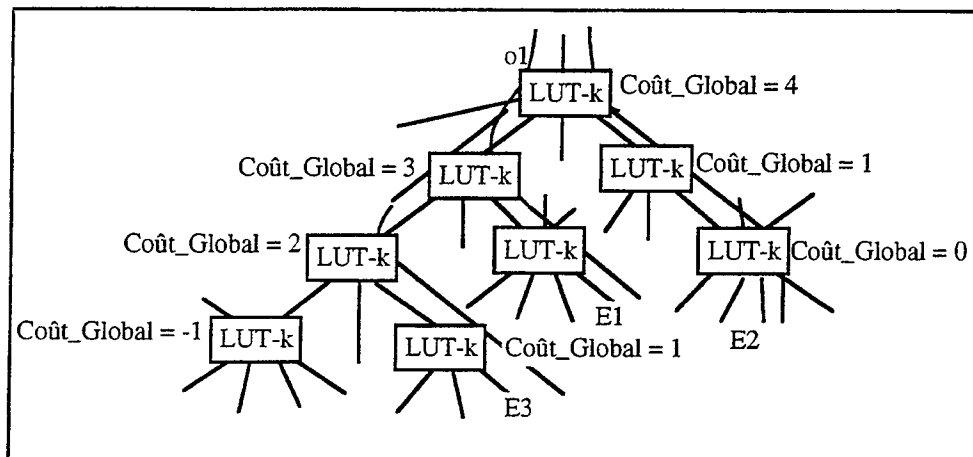 o1
LUT-k Coût_Global = 4
Coût_Global = 3 LUT-k LUT-k Coût_Global = 1
Coût_Global = 2 LUT-k LUT-k LUT-k Coût_Global = 0
E1 E2
Coût_Global = -1 LUT-k LUT-k Coût_Global = 1
E3